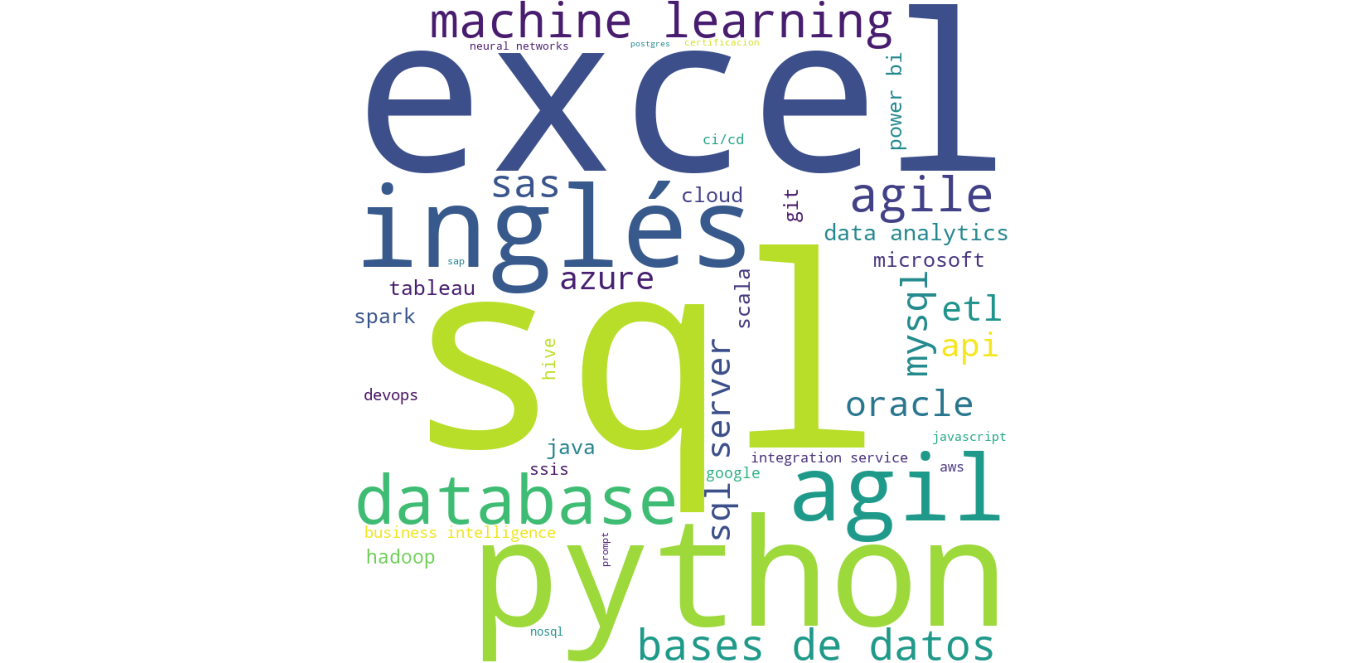 machine learning
neural networks
postgres
certificacion
excel
power bi
ci/cd
sas
cloud
git
agile
inglés
data analytics
sap
microsoft
tableau
azure
scala
spark
sql
mysql
etl
api
hive
sql server
devops
oracle
java
javascript
ssis
google
integration service
aws
database
agil
business intelligence
prompt
hadoop
python
nosql
bases de datos